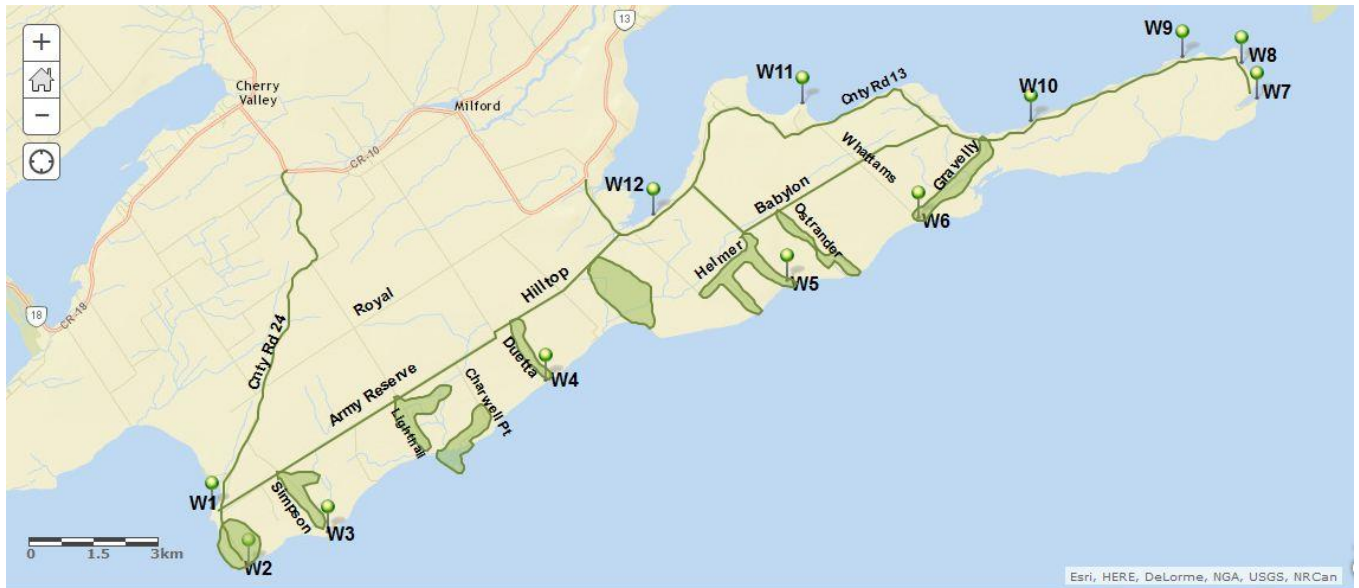 +
−
13
W9
W8
W11
W7
W10
Cherry
Valley
Cnty Rd 13
Milford
CR-10
Whattams
Gravelly
W12
Babylon
W6
Ostrander
Helmer
Hilltop
W5
Royal
18
CR-18
Cnty Rd 24
Duetta
W4
Army Reserve
Charwell Pt
Lighthall
W1
Simpson
W3
0 1.5 3km
W2
Esri, HERE, DeLorme, NGA, USGS, NRCan